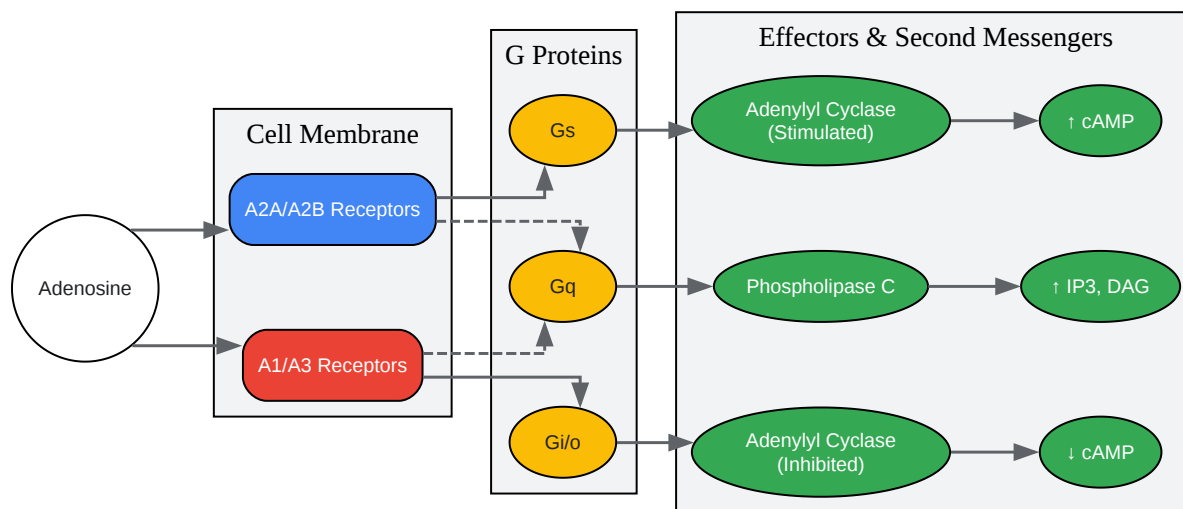 Effectors & Second Messengers
G Proteins
Cell Membrane
Adenosine
A2A/A2B Receptors
A1/A3 Receptors
Gs
Gq
Gi/o
Adenylyl Cyclase
(Stimulated)
↑ cAMP
Phospholipase C
↑ IP3, DAG
Adenylyl Cyclase
(Inhibited)
↓ cAMP